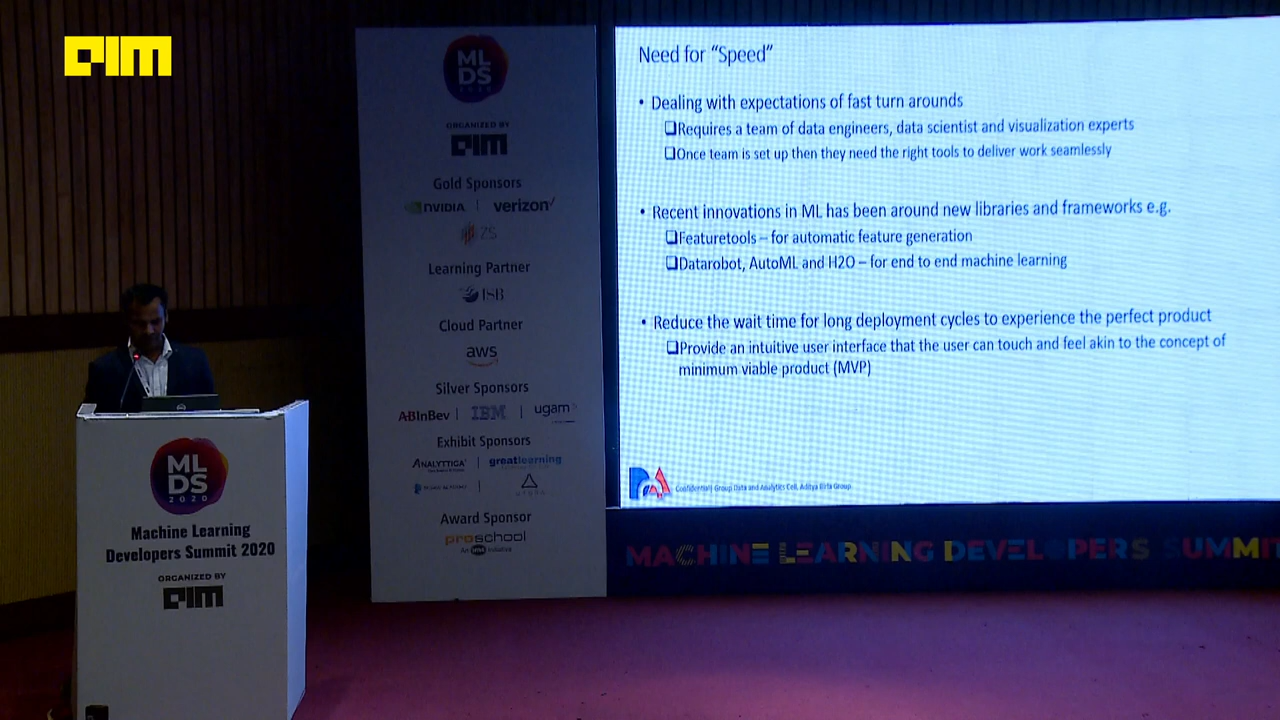 AIM
MLDS
2020
ORGANIZED BY
AIM
Gold Sponsors
NVIDIA
verizon
ZS
Learning Partner
ISB
Cloud Partner
aws
Silver Sponsors
ABInBev
IBM
ugam
Exhibit Sponsors
ANALYTTICA
greatlearning
Award Sponsor
proschool
An IMS Initiative
Need for “Speed”
• Dealing with expectations of fast turn arounds
❑Requires a team of data engineers, data scientist and visualization experts
❑Once team is set up then they need the right tools to deliver work seamlessly
• Recent innovations in ML has been around new libraries and frameworks e.g.
❑Featuretools – for automatic feature generation
❑Datarobot, AutoML and H2O – for end to end machine learning
• Reduce the wait time for long deployment cycles to experience the perfect product
❑Provide an intuitive user interface that the user can touch and feel akin to the concept of
minimum viable product (MVP)
Confidential| Group Data and Analytics Cell, Aditya Birla Group
MACHINE LEARNING DEVELOPERS SUMMIT
ML
DS
2020
Machine Learning
Developers Summit 2020
ORGANIZED BY
AIM